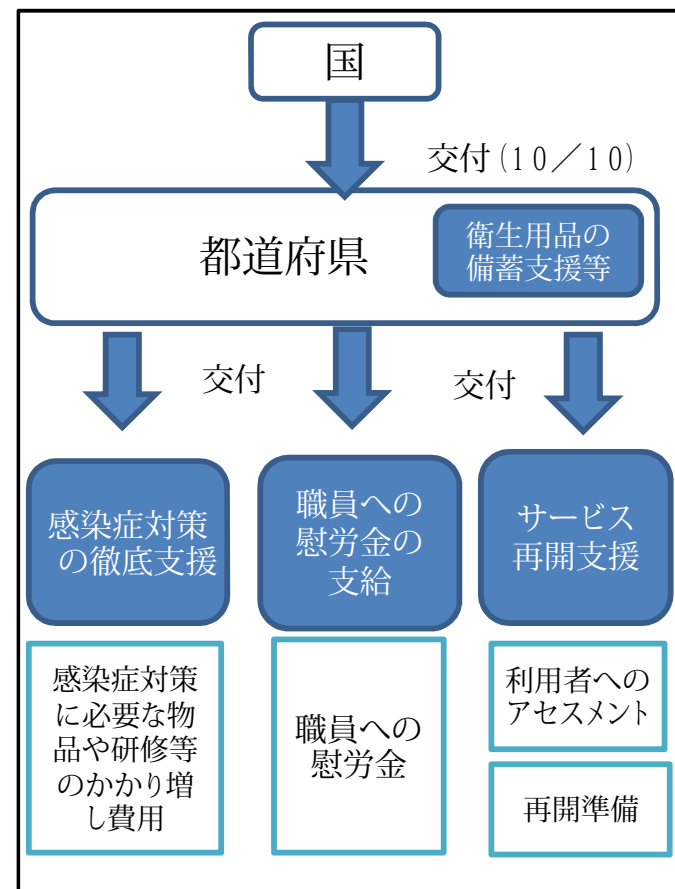 国
交付(10／10)
都道府県
衛生用品の
備蓄支援等
交付
交付
感染症対策
の徹底支援
職員への
慰労金の
支給
サービス
再開支援
感染症対策
に必要な物
品や研修等
のかかり増
し費用
職員への
慰労金
利用者への
アセスメント
再開準備